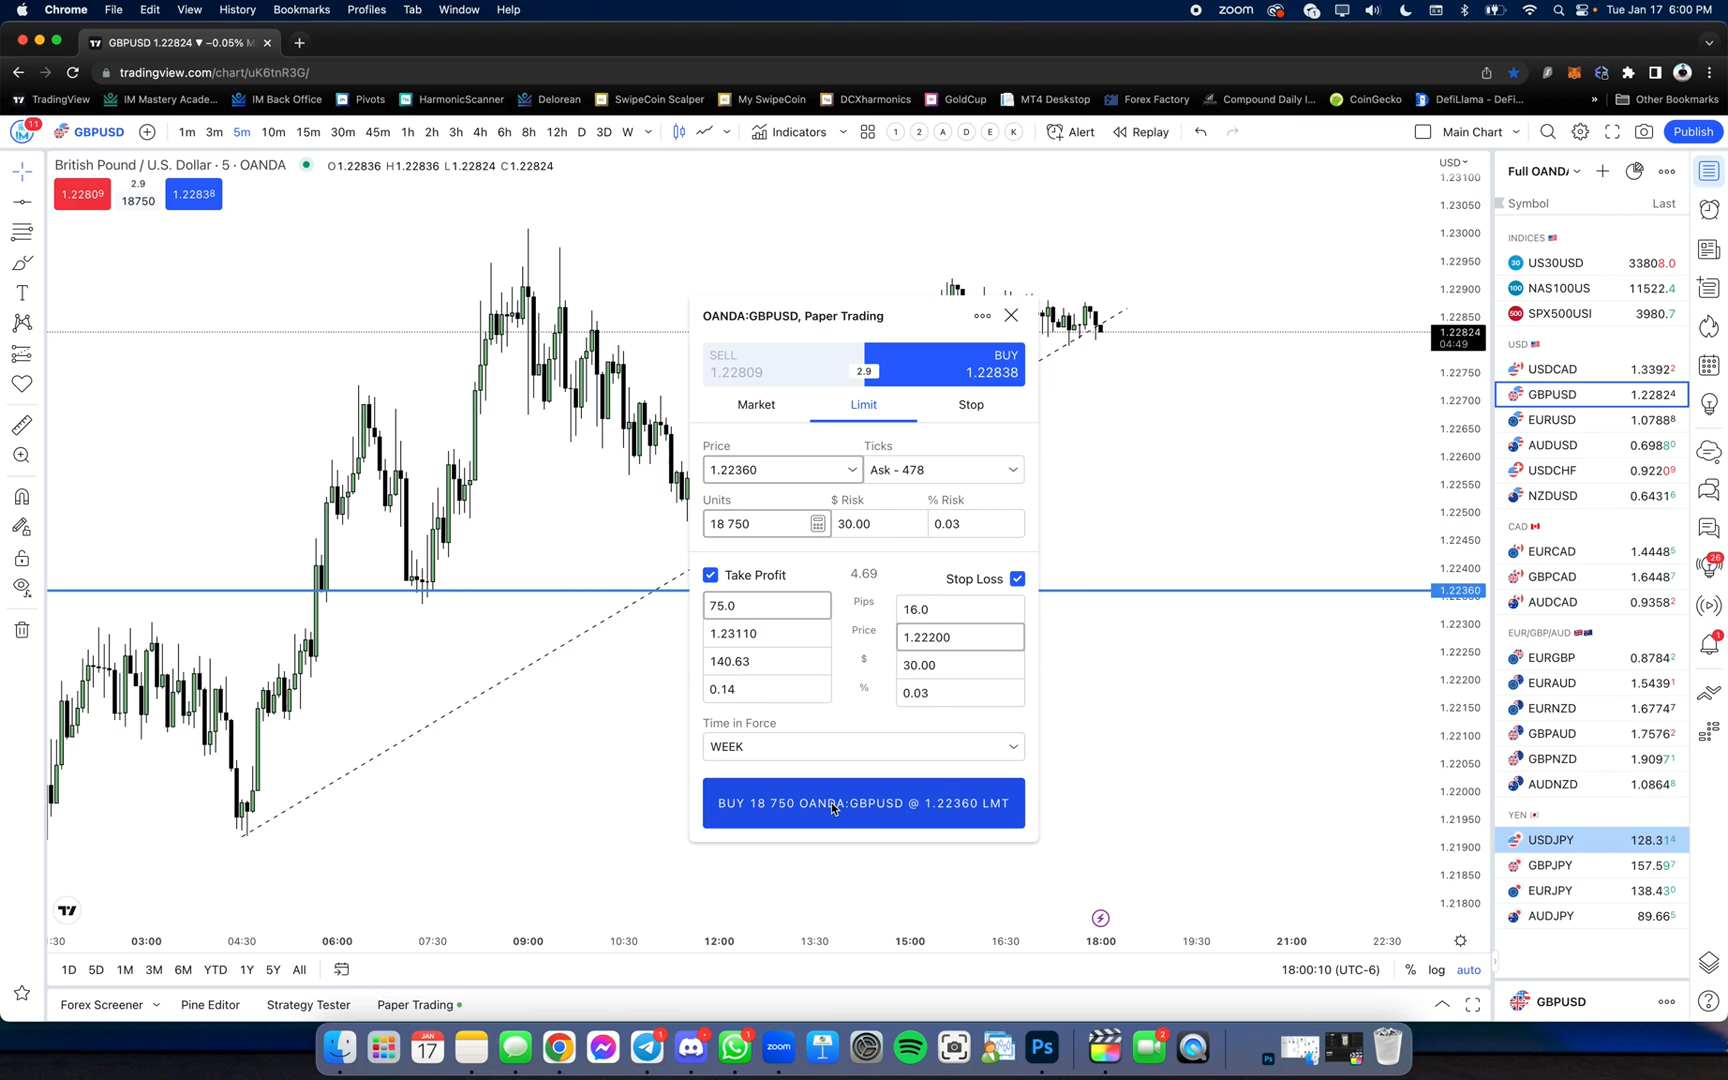 Chrome File Edit View History Bookmarks Profiles Tab Window Help zoom Tue Jan 17 6:00 PM
GBPUSD 1.22824 ▼ −0.05% M
tradingview.com/chart/uK6tnR3G/
TradingView IM Mastery Acade... IM Back Office Pivots HarmonicScanner Delorean SwipeCoin Scalper My SwipeCoin DCXharmonics GoldCup MT4 Deskstop Forex Factory Compound Daily I... CoinGecko DefiLlama - DeFi... » Other Bookmarks
11 GBPUSD 1m 3m 5m 10m 15m 30m 45m 1h 2h 3h 4h 6h 8h 12h D 3D W Indicators 1 2 A D E K Alert Replay Main Chart Publish
British Pound / U.S. Dollar · 5 · OANDA O1.22836 H1.22836 L1.22824 C1.22824
1.22809 2.9 18750 1.22838
USD
1.23100
1.23050
1.23000
1.22950
1.22900
1.22850
1.22824
04:49
1.22750
1.22700
1.22650
1.22600
1.22550
1.22500
1.22450
1.22400
1.22360
1.22300
1.22250
1.22200
1.22150
1.22100
1.22050
1.22000
1.21950
1.21900
1.21850
1.21800
OANDA:GBPUSD, Paper Trading
SELL BUY
1.22809 2.9 1.22838
Market Limit Stop
Price Ticks
1.22360 Ask - 478
Units $ Risk % Risk
18 750 30.00 0.03
Take Profit 4.69 Stop Loss
75.0 Pips 16.0
1.23110 Price 1.22200
140.63 $ 30.00
0.14 % 0.03
Time in Force
WEEK
BUY 18 750 OANDA:GBPUSD @ 1.22360 LMT
:30 03:00 04:30 06:00 07:30 09:00 10:30 12:00 13:30 15:00 16:30 18:00 19:30 21:00 22:30
1D 5D 1M 3M 6M YTD 1Y 5Y All 18:00:10 (UTC-6) % log auto
Forex Screener Pine Editor Strategy Tester Paper Trading
Full OANDA
Symbol Last
INDICES
US30USD 33808.0
NAS100US 11522.4
SPX500USD 3980.7
USD
USDCAD 1.33922
GBPUSD 1.22824
EURUSD 1.07888
AUDUSD 0.69880
USDCHF 0.92209
NZDUSD 0.64316
CAD
EURCAD 1.44485
GBPCAD 1.64487
AUDCAD 0.93582
EUR/GBP/AUD
EURGBP 0.87842
EURAUD 1.54391
EURNZD 1.67747
GBPAUD 1.75762
GBPNZD 1.90971
AUDNZD 1.08648
YEN
USDJPY 128.314
GBPJPY 157.597
EURJPY 138.430
AUDJPY 89.665
GBPUSD
26
1
JAN
17
1
1
zoom
Ps
2